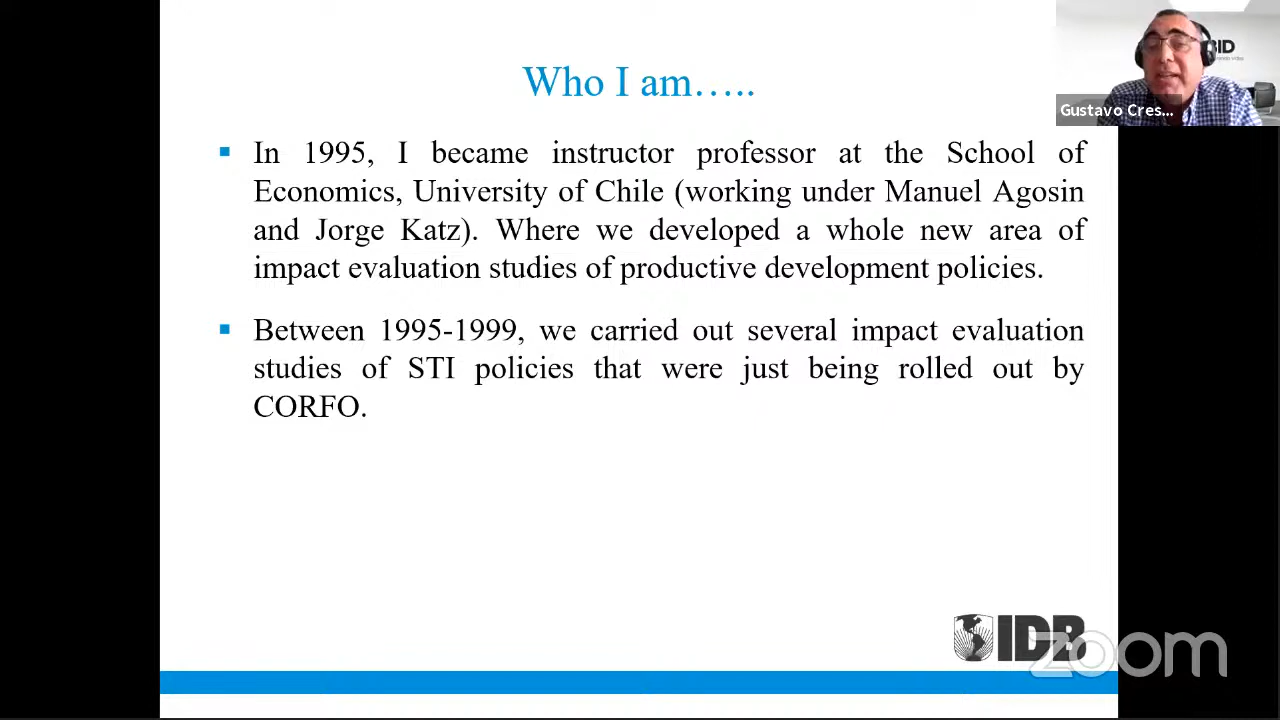 Who I am…..
BID
Gustavo Cres...
In 1995, I became instructor professor at the School of
Economics, University of Chile (working under Manuel Agosin
and Jorge Katz). Where we developed a whole new area of
impact evaluation studies of productive development policies.
Between 1995-1999, we carried out several impact evaluation
studies of STI policies that were just being rolled out by
CORFO.
IDB
zoom